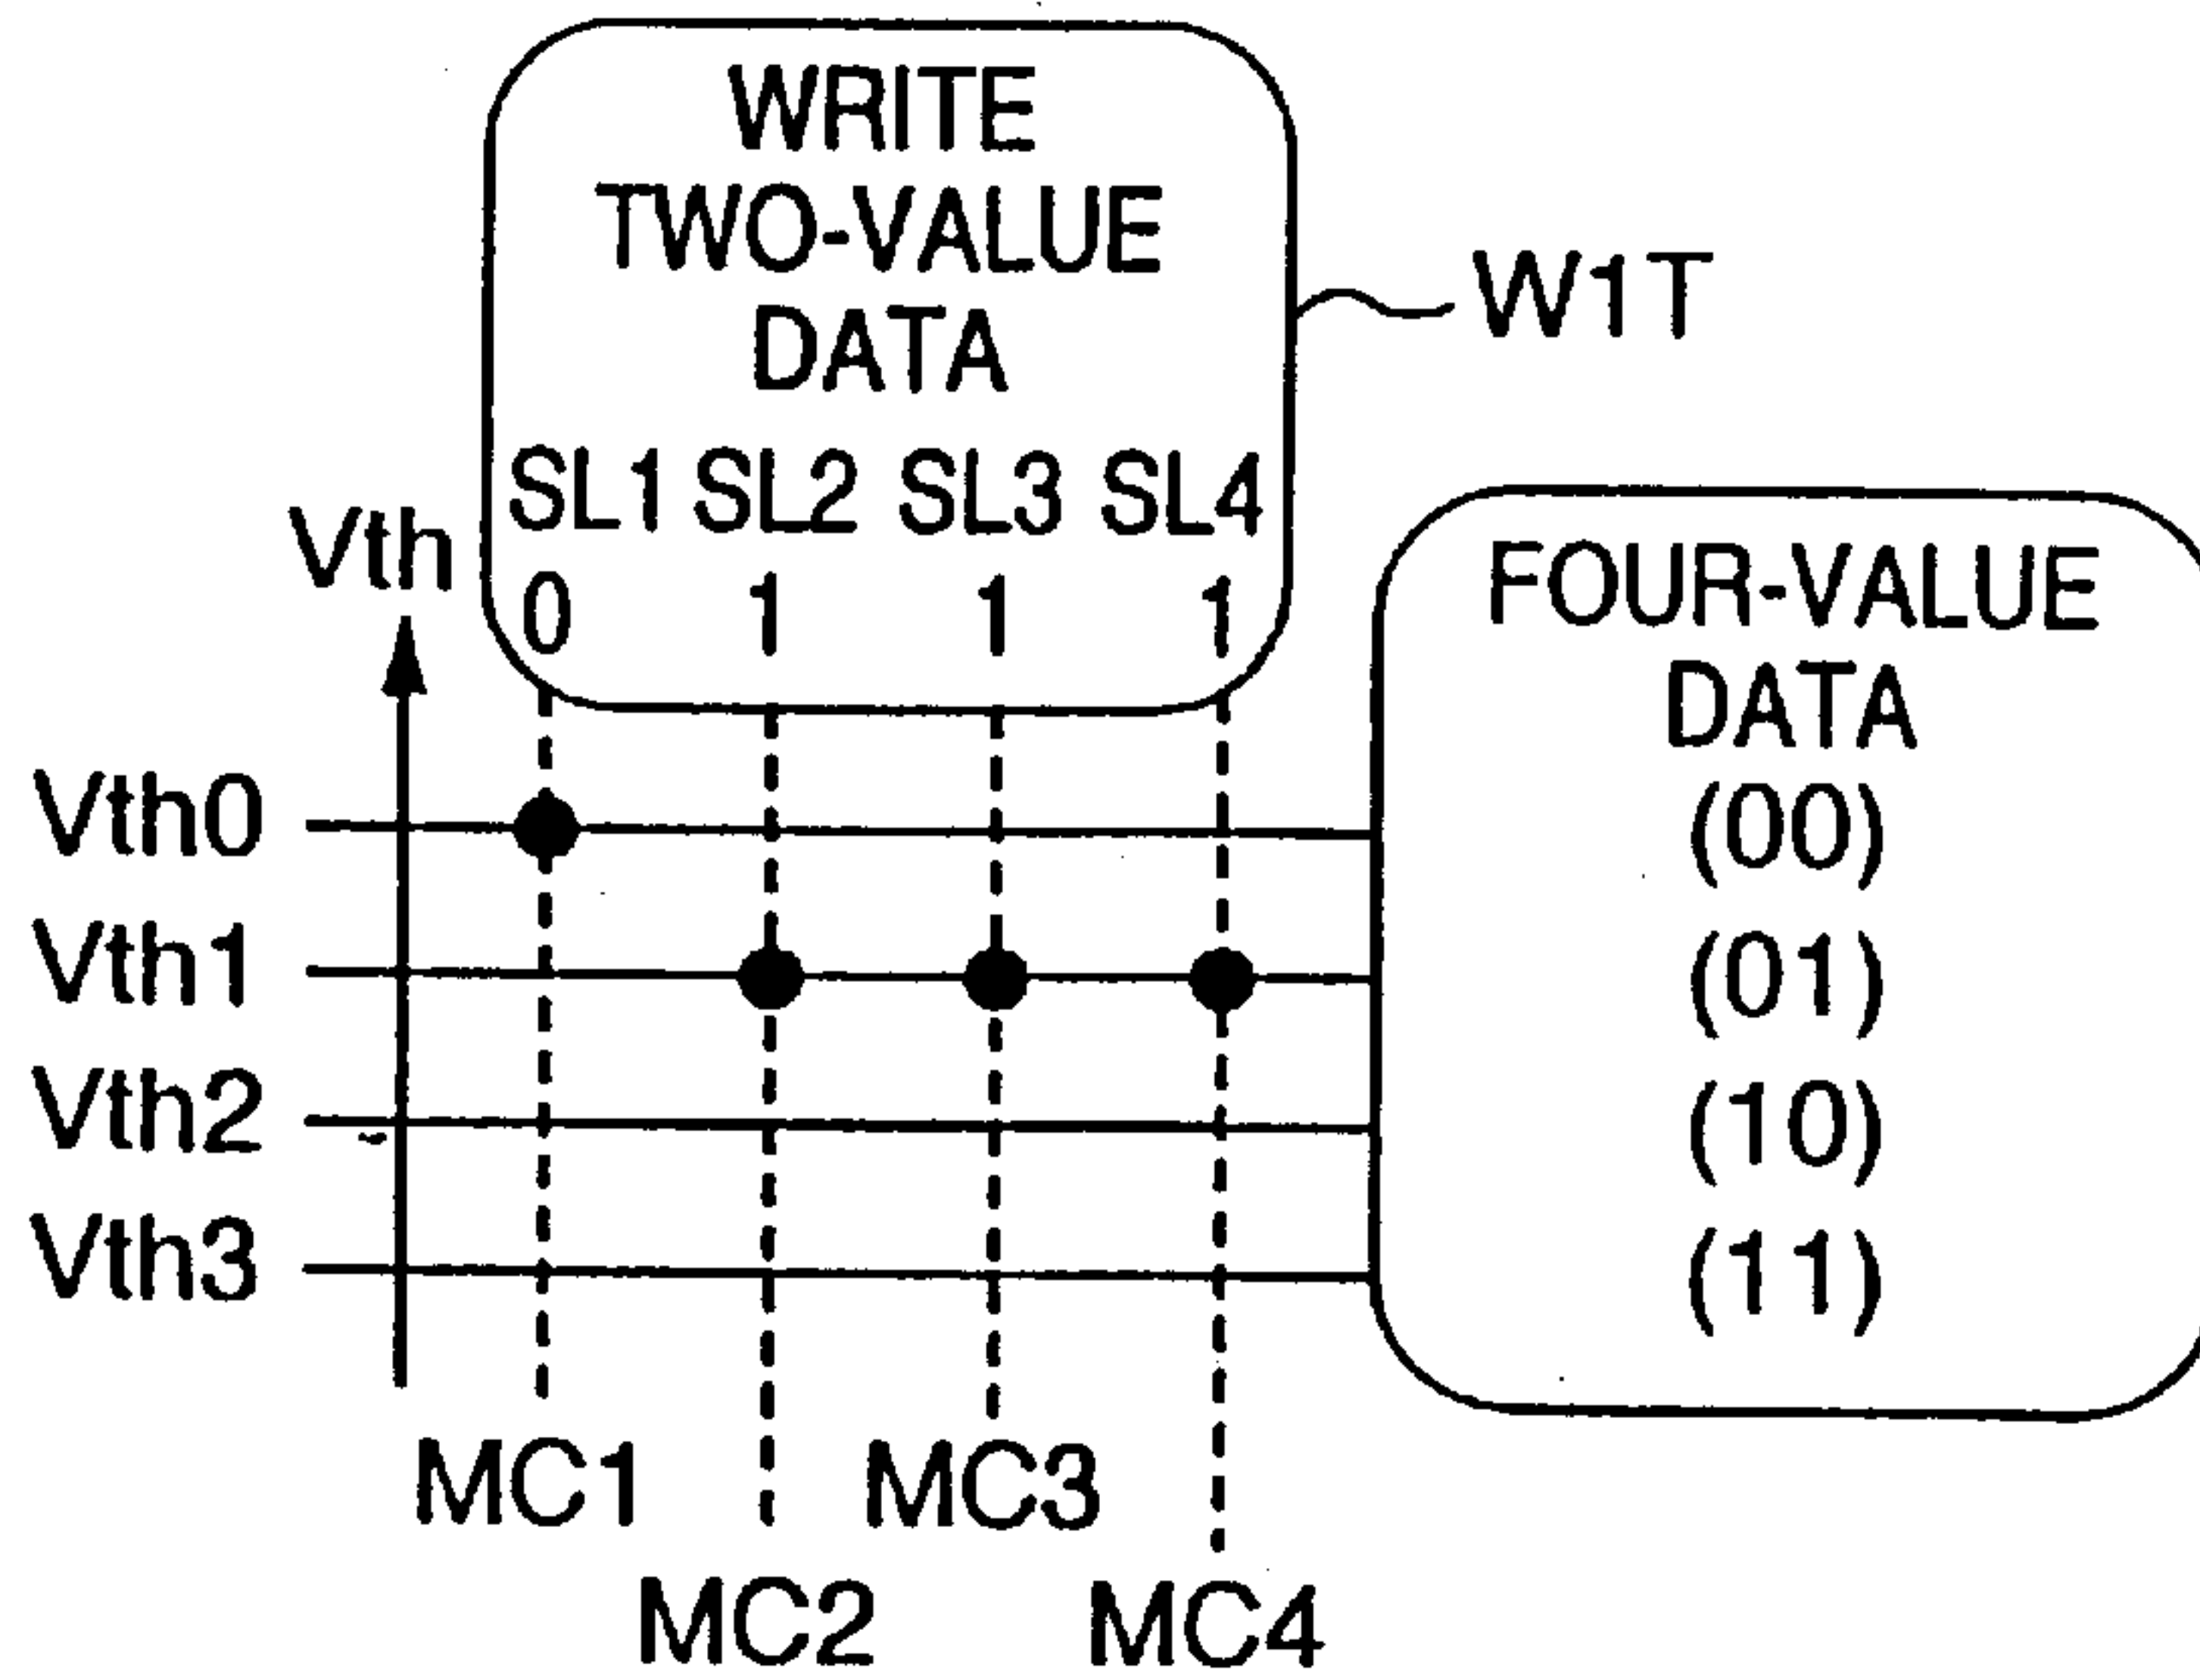 WRITE
TWO-VALUE
DATA
W1T
SL1 SL2 SL3 SL4
0 1 1 1
Vth
FOUR-VALUE
DATA
Vth0 (00)
Vth1 (01)
Vth2 (10)
Vth3 (11)
MC1 MC3
MC2 MC4